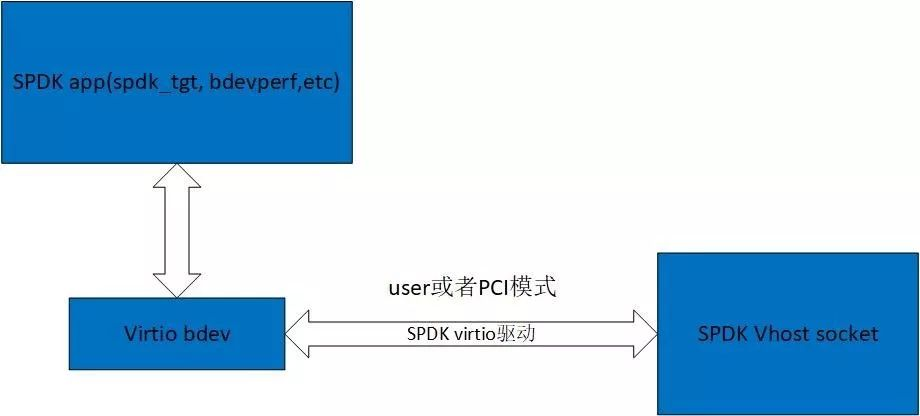 SPDK app(spdk_tgt, bdevperf,etc)
user或者PCI模式
Virtio bdev
SPDK virtio驱动
SPDK Vhost socket